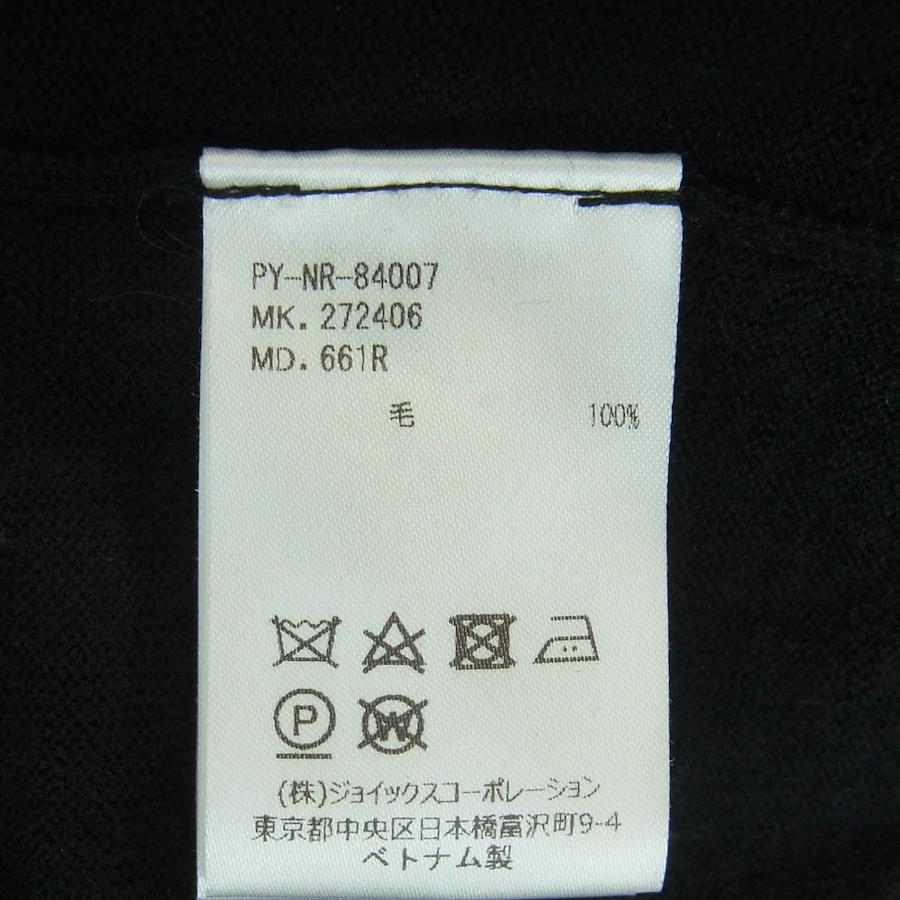 PY-NR-84007
MK. 272406
MD. 661R
毛 100%
P
W
(株)ジョイックスコーポレーション
東京都中央区日本橋富沢町9-4
ベトナム製